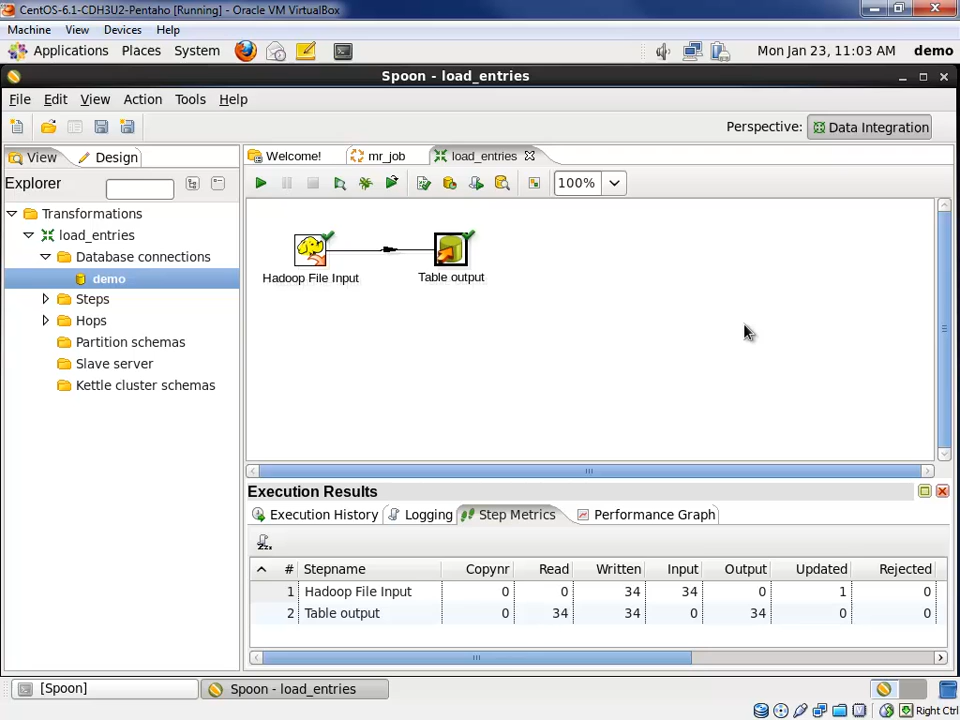 CentOS-6.1-CDH3U2-Pentaho [Running] - Oracle VM VirtualBox
Machine View Devices Help
Applications Places System Mon Jan 23, 11:03 AM demo
Spoon - load_entries
File Edit View Action Tools Help
Perspective: Data Integration
View Design
Welcome! mr_job load_entries
Explorer
100%
Transformations
load_entries
Database connections
demo
Steps
Hops
Partition schemas
Slave server
Kettle cluster schemas
Hadoop File Input Table output
Execution Results
Execution History Logging Step Metrics Performance Graph
# Stepname Copynr Read Written Input Output Updated Rejected
1 Hadoop File Input 0 0 34 34 0 1 0
2 Table output 0 34 34 0 34 0 0
[Spoon] Spoon - load_entries
Right Ctrl